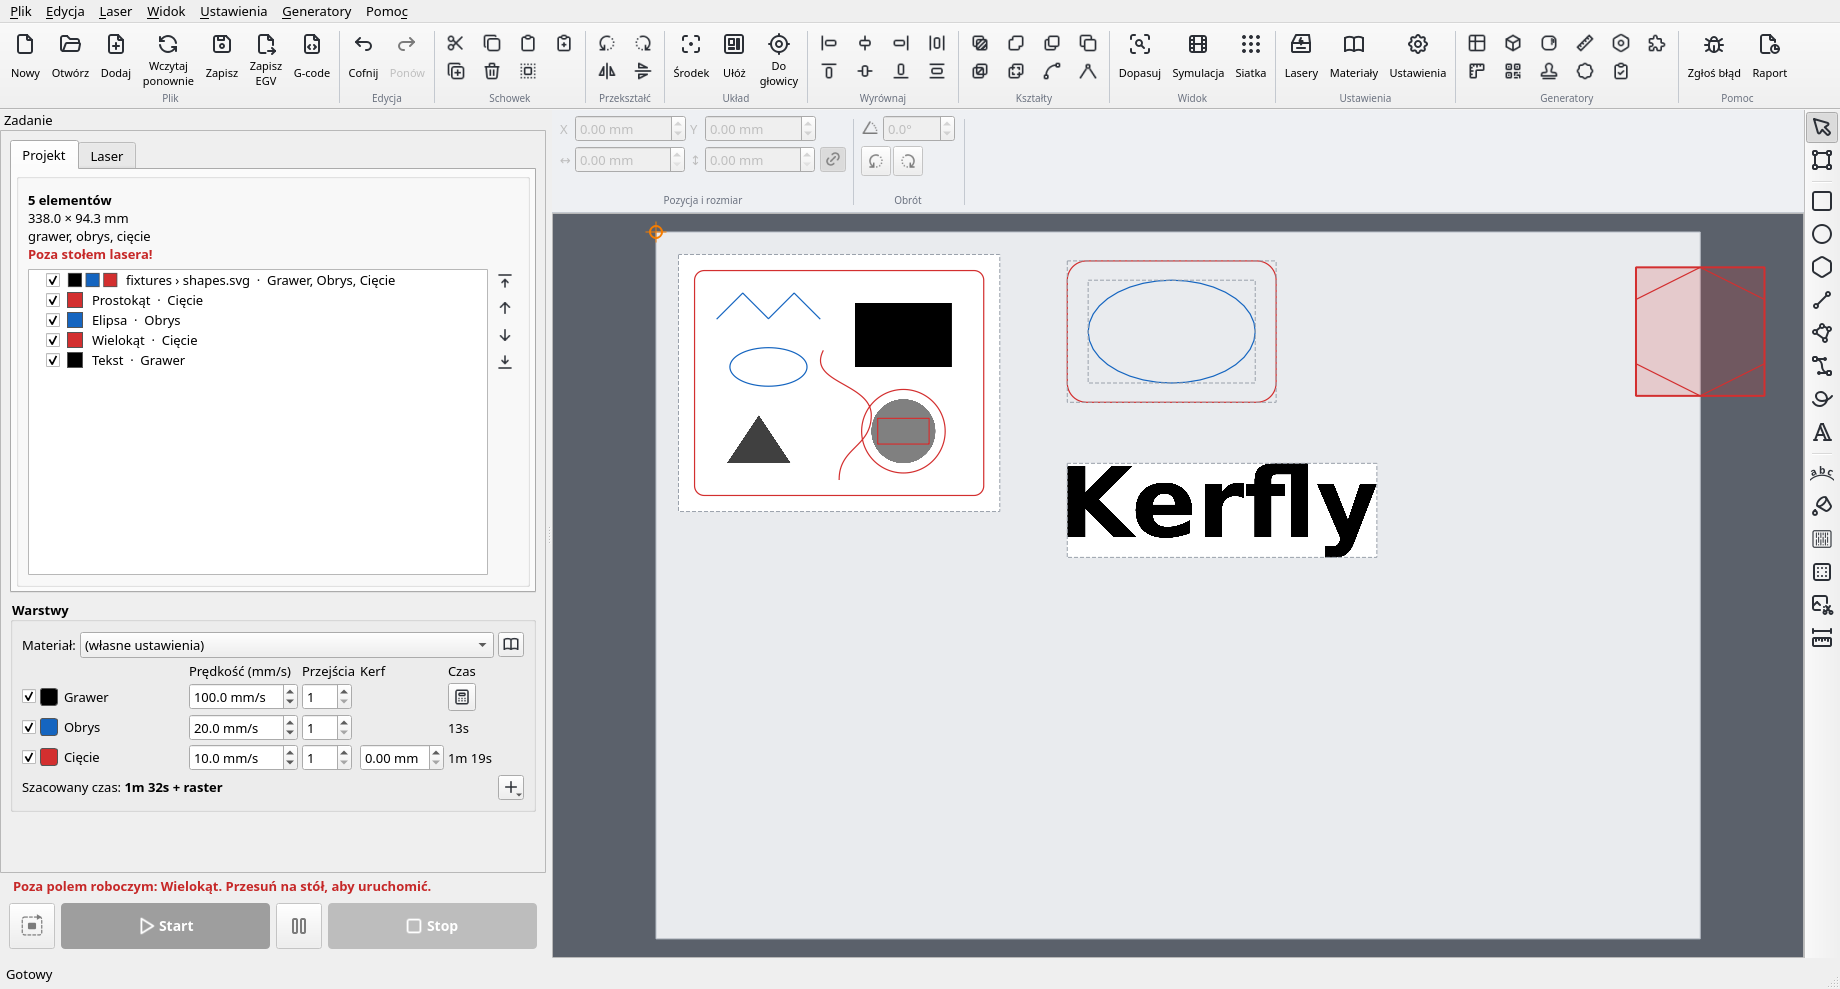 Plik Edycja Laser Widok Ustawienia Generatory Pomoc
Nowy Otwórz Dodaj Wczytaj ponownie Zapisz Zapisz EGV G-code Cofnij Ponów Środek Ułóż Do głowicy Dopasuj Symulacja Siatka Lasery Materiały Ustawienia Zgłoś błąd Raport
Plik Edycja Schowek Przekształć Układ Wyrównaj Kształty Widok Ustawienia Generatory Pomoc
Zadanie
Projekt Laser
5 elementów
338.0 × 94.3 mm
grawer, obrys, cięcie
Poza stołem lasera!
fixtures › shapes.svg · Grawer, Obrys, Cięcie
Prostokąt · Cięcie
Elipsa · Obrys
Wielokąt · Cięcie
Tekst · Grawer
X 0.00 mm Y 0.00 mm 0.0°
0.00 mm 0.00 mm
Pozycja i rozmiar Obrót
Kerfly
abc
Warstwy
Materiał: (własne ustawienia)
Prędkość (mm/s) Przejścia Kerf Czas
Grawer 100.0 mm/s 1
Obrys 20.0 mm/s 1 13s
Cięcie 10.0 mm/s 1 0.00 mm 1m 19s
Szacowany czas: 1m 32s + raster
Poza polem roboczym: Wielokąt. Przesuń na stół, aby uruchomić.
Start Stop
Gotowy